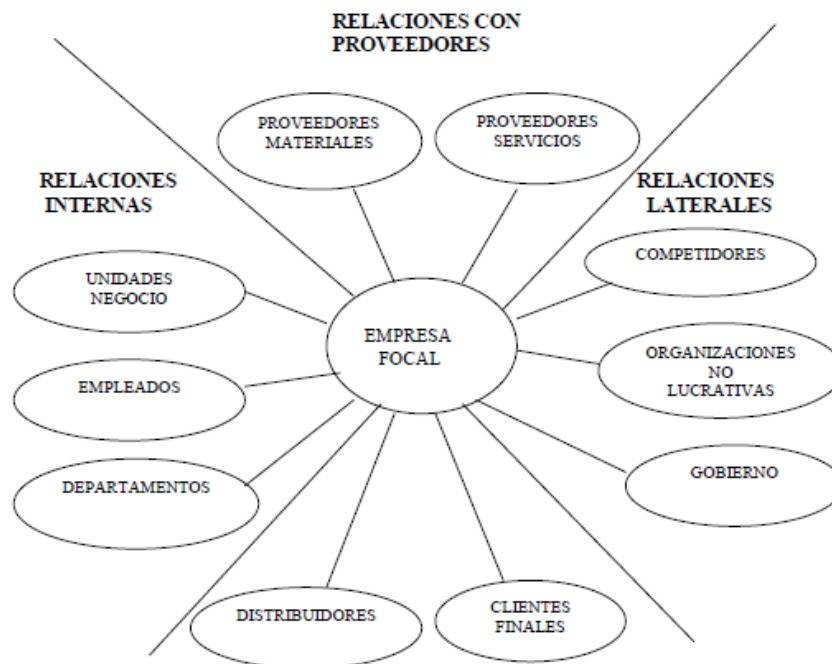 RELACIONES CON
PROVEEDORES
PROVEEDORES
MATERIALES
PROVEEDORES
SERVICIOS
RELACIONES
INTERNAS
RELACIONES
LATERALES
UNIDADES
NEGOCIO
COMPETIDORES
EMPRESA
FOCAL
ORGANIZACIONES
NO
LUCRATIVAS
EMPLEADOS
DEPARTAMENTOS
GOBIERNO
DISTRIBUIDORES
CLIENTES
FINALES